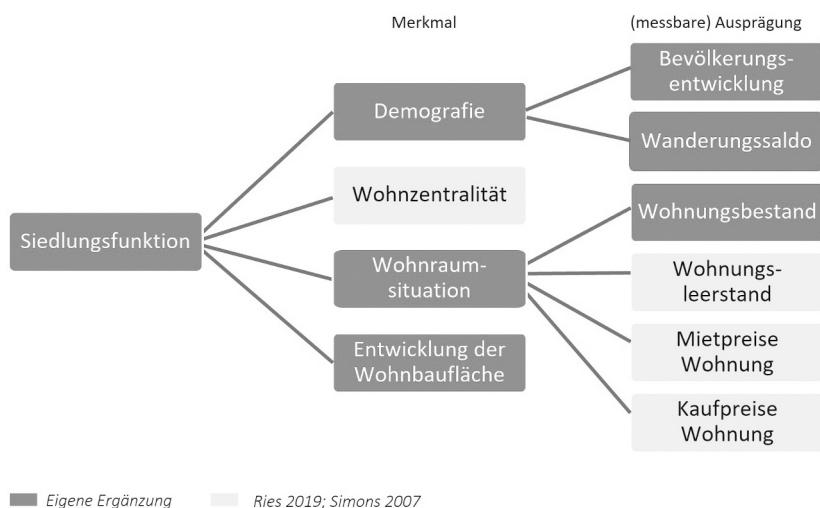 Merkmal
(messbare) Ausprägung
Siedlungsfunktion
Demografie
Wohnzentralität
Wohnraum-
situation
Entwicklung der
Wohnbaufläche
Bevölkerungs-
entwicklung
Wanderungssaldo
Wohnungsbestand
Wohnungs-
leerstand
Mietpreise
Wohnung
Kaufpreise
Wohnung
Eigene Ergänzung
Ries 2019; Simons 2007